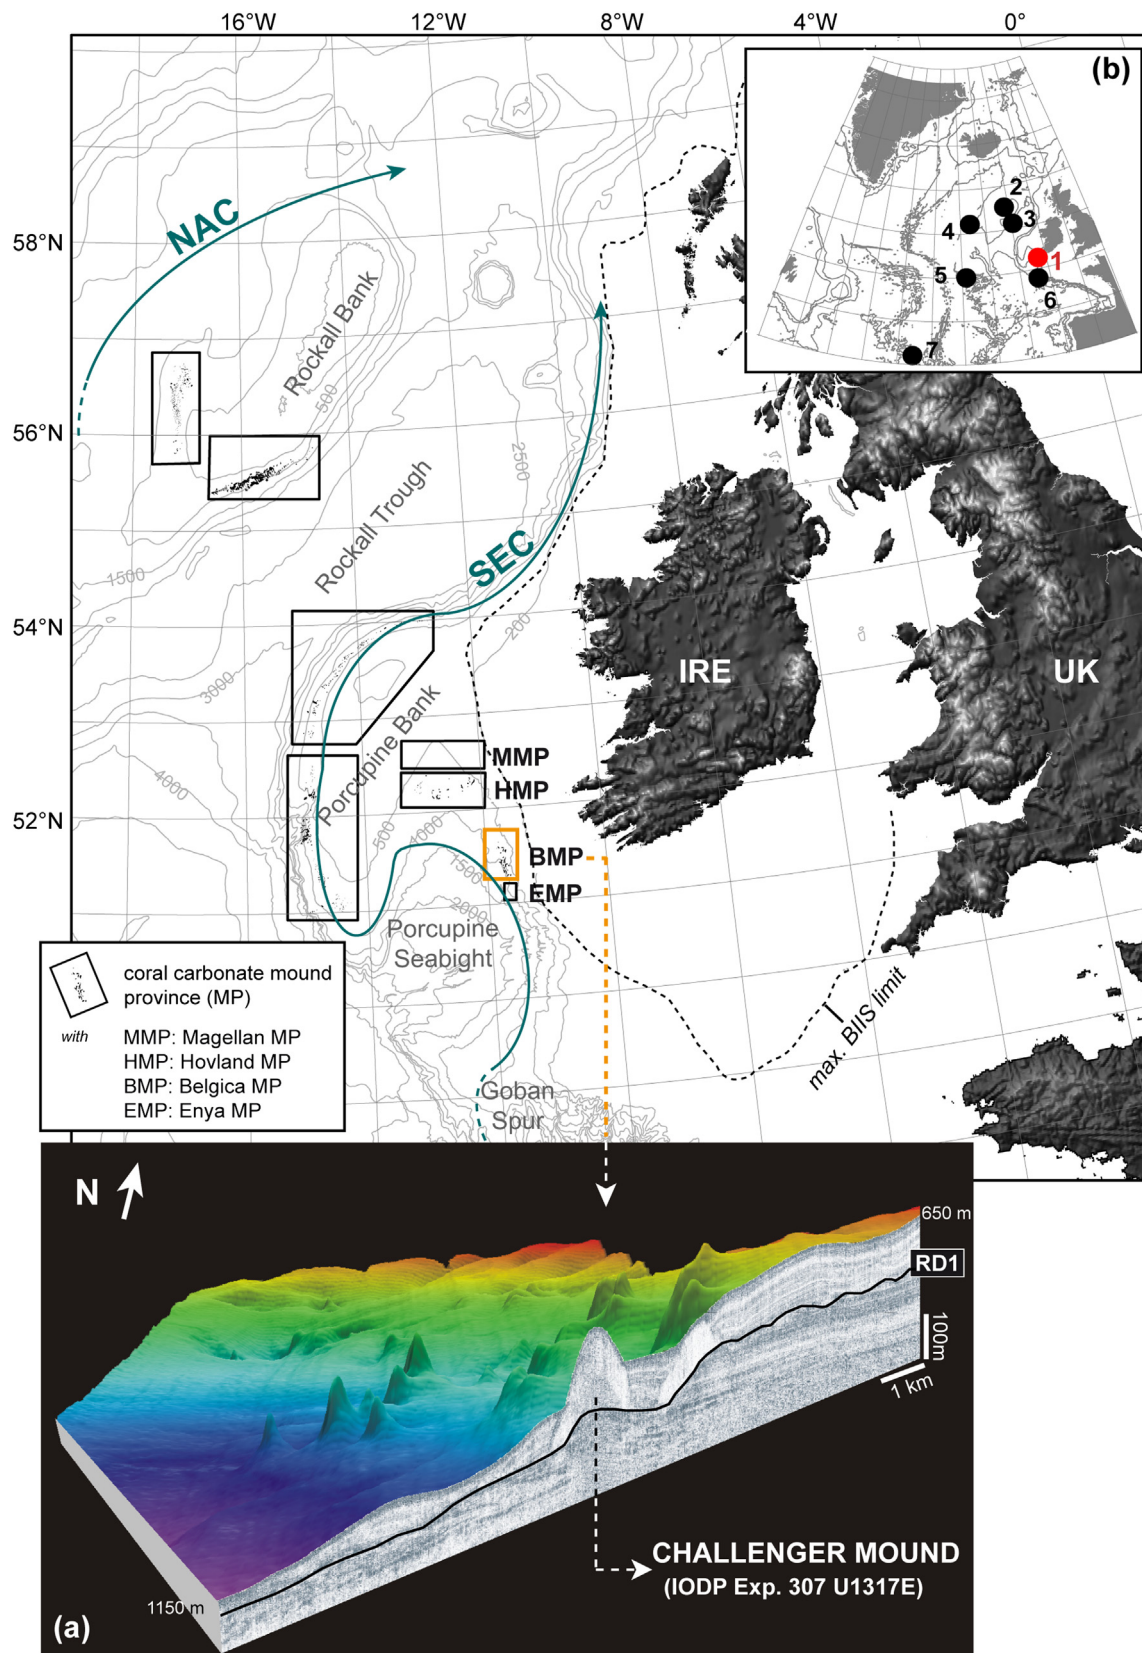 16°W 12°W 8°W 4°W 0°
(b)
2
3
4
1
5
6
7
58°N
NAC
Rockall Bank
500
56°N
2500
Rockall Trough
SEC
1500
200
54°N
3000
IRE
UK
Porcupine Bank
MMP
4000
HMP
52°N
500
1000
1500
BMP
EMP
2000
Porcupine
Seabight
max. BIIS limit
Goban
Spur
coral carbonate mound
province (MP)
with
MMP: Magellan MP
HMP: Hovland MP
BMP: Belgica MP
EMP: Enya MP
N
650 m
RD1
100m
1 km
CHALLENGER MOUND
(IODP Exp. 307 U1317E)
1150 m
(a)